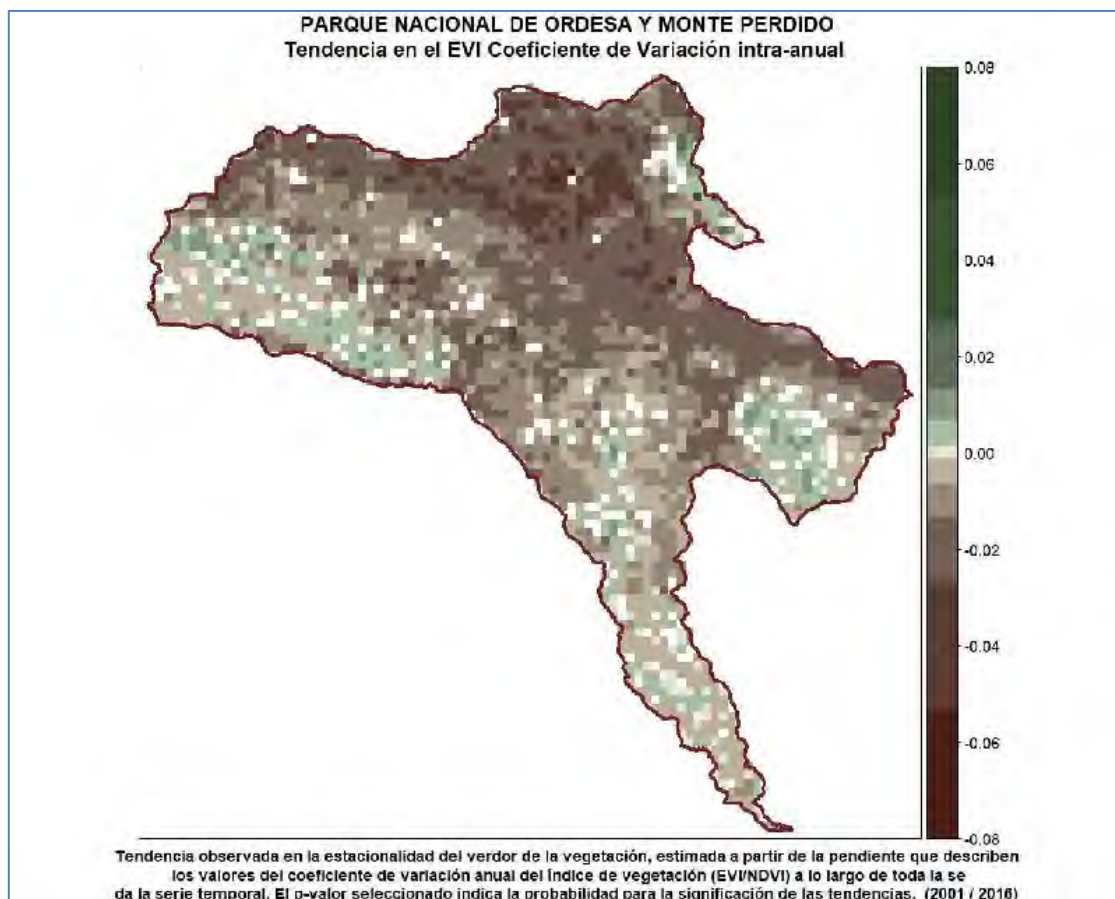 PARQUE NACIONAL DE ORDESA Y MONTE PERDIDO
Tendencia en el EVI Coeficiente de Variación intra-anual
0.08
0.06
0.04
0.02
0.00
-0.02
-0.04
-0.06
-0.08
Tendencia observada en la estacionalidad del verdor de la vegetación, estimada a partir de la pendiente que describen
los valores del coeficiente de variación anual del índice de vegetación (EVI/NDVI) a lo largo de toda la se
da la serie temporal. El p-valor seleccionado indica la probabilidad para la significación de las tendencias. (2001 / 2016)